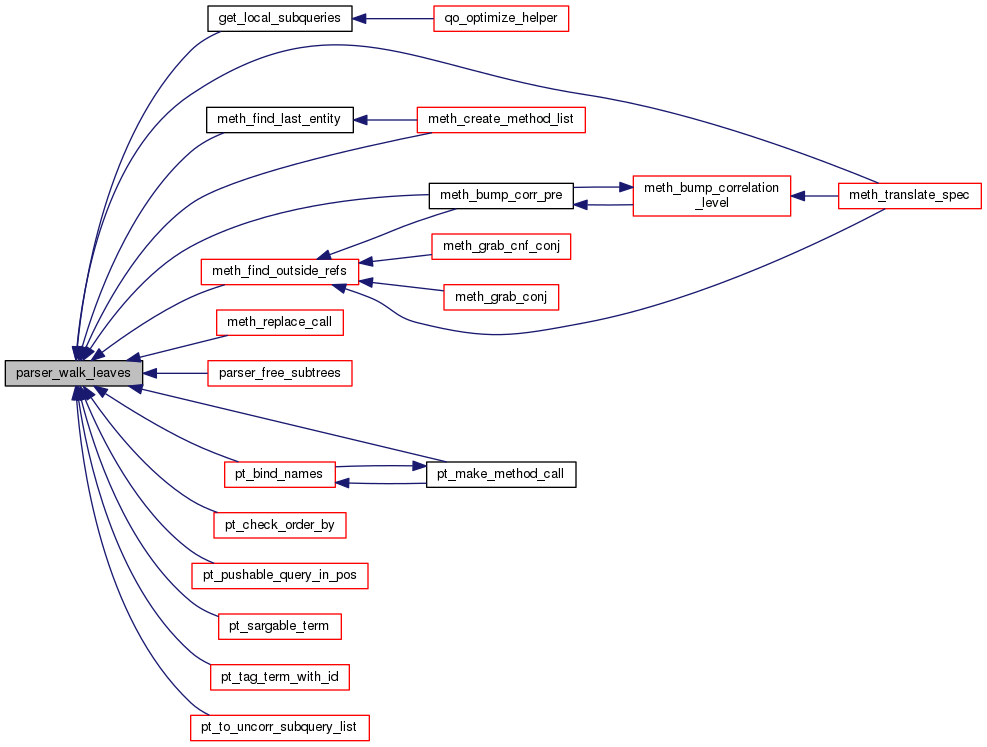 get_local_subqueries
qo_optimize_helper
meth_find_last_entity
meth_create_method_list
meth_bump_corr_pre
meth_bump_correlation
_level
meth_translate_spec
meth_grab_cnf_conj
meth_find_outside_refs
meth_grab_conj
meth_replace_call
parser_walk_leaves
parser_free_subtrees
pt_bind_names
pt_make_method_call
pt_check_order_by
pt_pushable_query_in_pos
pt_sargable_term
pt_tag_term_with_id
pt_to_uncorr_subquery_list